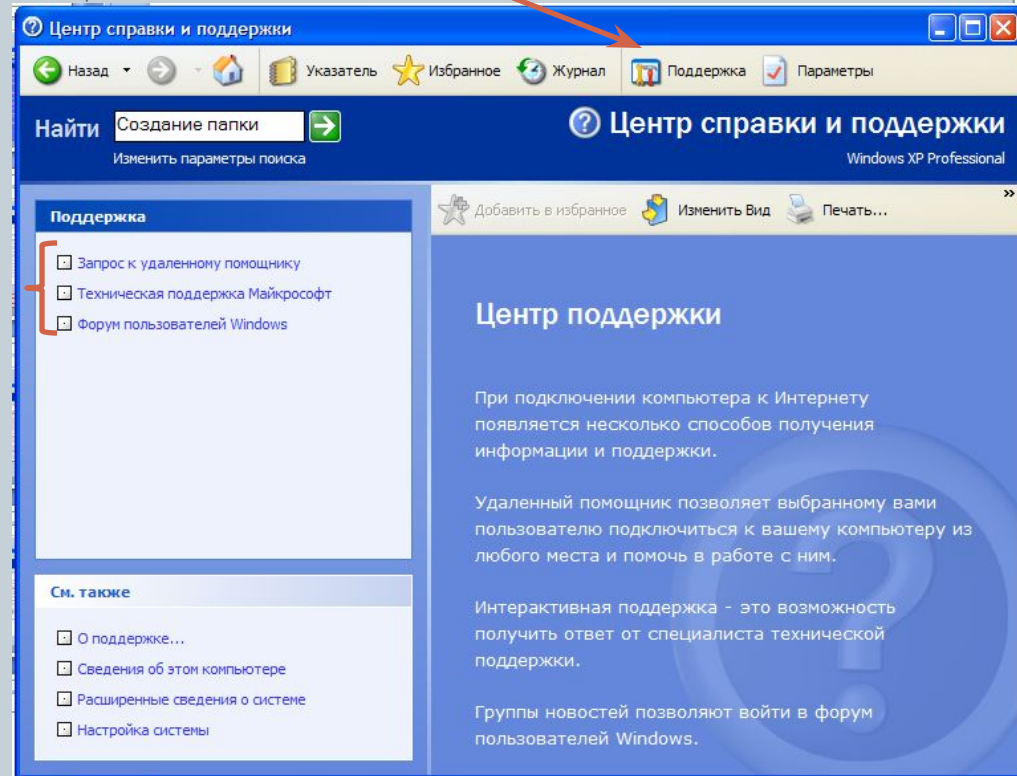 Центр справки и поддержки
Назад Указатель Избранное Журнал Поддержка Параметры
Найти Создание папки
Изменить параметры поиска
Центр справки и поддержки
Windows XP Professional
Поддержка
Запрос к удаленному помощнику
Техническая поддержка Майкрософт
Форум пользователей Windows
См. также
О поддержке...
Сведения об этом компьютере
Расширенные сведения о системе
Настройка системы
Добавить в избранное Изменить Вид Печать... »
Центр поддержки
При подключении компьютера к Интернету
появляется несколько способов получения
информации и поддержки.
Удаленный помощник позволяет выбранному вами
пользователю подключиться к вашему компьютеру из
любого места и помочь в работе с ним.
Интерактивная поддержка - это возможность
получить ответ от специалиста технической
поддержки.
Группы новостей позволяют войти в форум
пользователей Windows.